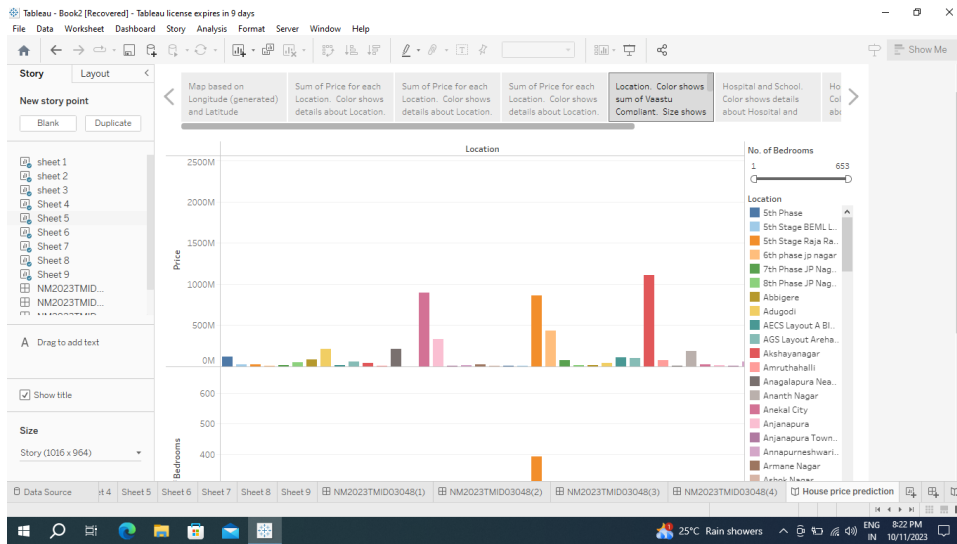 Tableau - Book2 [Recovered] - Tableau license expires in 9 days
File Data Worksheet Dashboard Story Analysis Format Server Window Help
Show Me
Story Layout
New story point
Blank Duplicate
sheet 1
sheet 2
sheet 3
Sheet 4
Sheet 5
Sheet 6
Sheet 7
Sheet 8
Sheet 9
NM2023TMID...
NM2023TMID...
A Drag to add text
Show title
Size
Story (1016 x 964)
Map based on
Longitude (generated)
and Latitude
Sum of Price for each
Location. Color shows
details about Location.
Sum of Price for each
Location. Color shows
details about Location.
Sum of Price for each
Location. Color shows
details about Location.
Location. Color shows
sum of Vaastu
Compliant. Size shows
Hospital and School.
Color shows details
about Hospital and
Location
2500M
2000M
1500M
1000M
500M
0M
Price
600
500
400
Bedrooms
No. of Bedrooms
1 653
Location
5th Phase
5th Stage BEML L..
5th Stage Raja Ra..
6th phase jp nagar
7th Phase JP Nag..
8th Phase JP Nag..
Abbigere
Adugodi
AECS Layout A Bl..
AGS Layout Areha..
Akshayanagar
Amruthahalli
Anagalapura Nea..
Ananth Nagar
Anekal City
Anjanapura
Anjanapura Town..
Annapurneshwari..
Armane Nagar
Ashok Nagar
Data Source Sheet 5 Sheet 6 Sheet 7 Sheet 8 Sheet 9 NM2023TMID03048(1) NM2023TMID03048(2) NM2023TMID03048(3) NM2023TMID03048(4) House price prediction
25°C Rain showers ENG IN 8:22 PM 10/11/2023